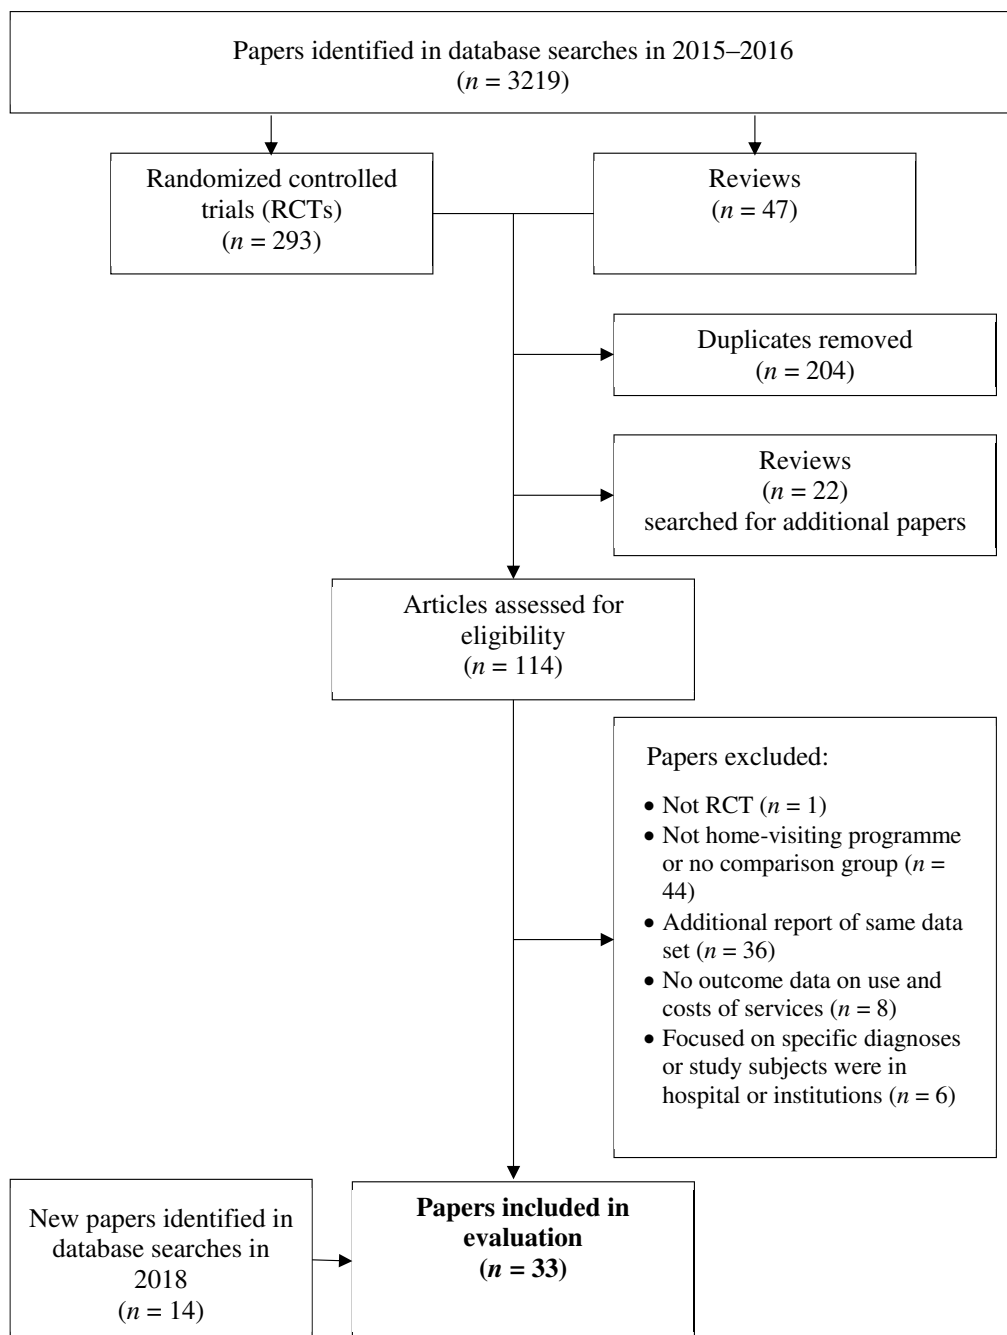 Papers identified in database searches in 2015–2016
(n = 3219)
Randomized controlled
trials (RCTs)
(n = 293)
Reviews
(n = 47)
Duplicates removed
(n = 204)
Reviews
(n = 22)
searched for additional papers
Articles assessed for
eligibility
(n = 114)
Papers excluded:
• Not RCT (n = 1)
• Not home-visiting programme
or no comparison group (n =
44)
• Additional report of same data
set (n = 36)
• No outcome data on use and
costs of services (n = 8)
• Focused on specific diagnoses
or study subjects were in
hospital or institutions (n = 6)
New papers identified in
database searches in
2018
(n = 14)
Papers included in
evaluation
(n = 33)